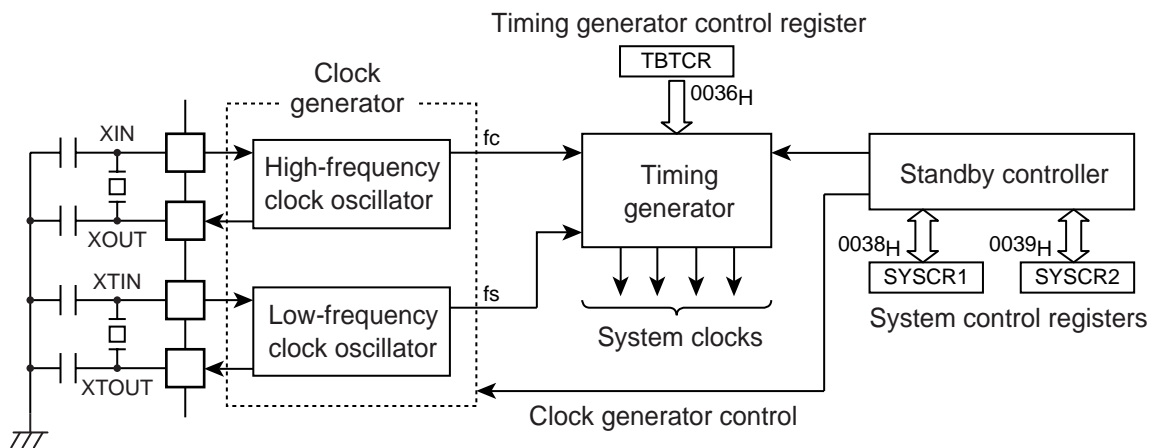 Timing generator control register
TBTCR
0036H
Clock
generator
XIN
High-frequency
clock oscillator
fc
XOUT
Timing
generator
Standby controller
0038H
0039H
SYSCR1
SYSCR2
System control registers
XTIN
Low-frequency
clock oscillator
fs
XTOUT
System clocks
Clock generator control